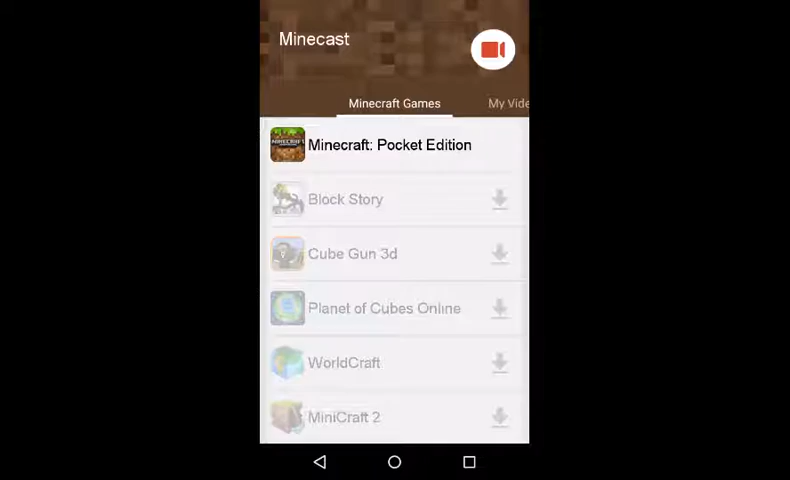 Minecast
Minecraft Games
My Vide
Minecraft: Pocket Edition
Block Story
Cube Gun 3d
Planet of Cubes Online
WorldCraft
MiniCraft 2